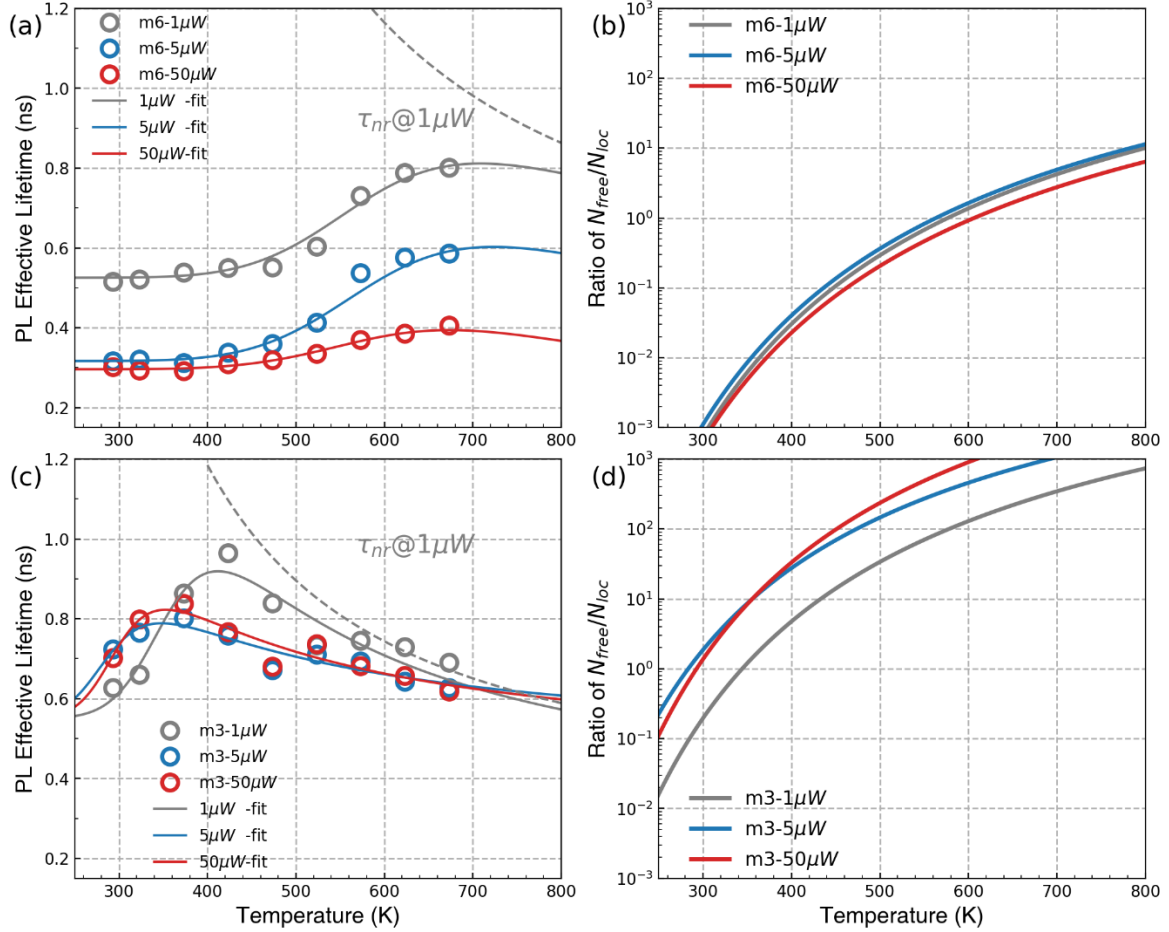 (a)
m6-1μW
m6-5μW
m6-50μW
1μW -fit
5μW -fit
50μW-fit
τnr@1μW
PL Effective Lifetime (ns)
1.2
1.0
0.8
0.6
0.4
0.2
300 400 500 600 700 800
(b)
m6-1μW
m6-5μW
m6-50μW
Ratio of Nfree/Nloc
10³
10²
10¹
10⁰
10⁻¹
10⁻²
10⁻³
300 400 500 600 700 800
(c)
τnr@1μW
m3-1μW
m3-5μW
m3-50μW
1μW -fit
5μW -fit
50μW-fit
PL Effective Lifetime (ns)
1.2
1.0
0.8
0.6
0.4
0.2
300 400 500 600 700 800
Temperature (K)
(d)
m3-1μW
m3-5μW
m3-50μW
Ratio of Nfree/Nloc
10³
10²
10¹
10⁰
10⁻¹
10⁻²
10⁻³
300 400 500 600 700 800
Temperature (K)